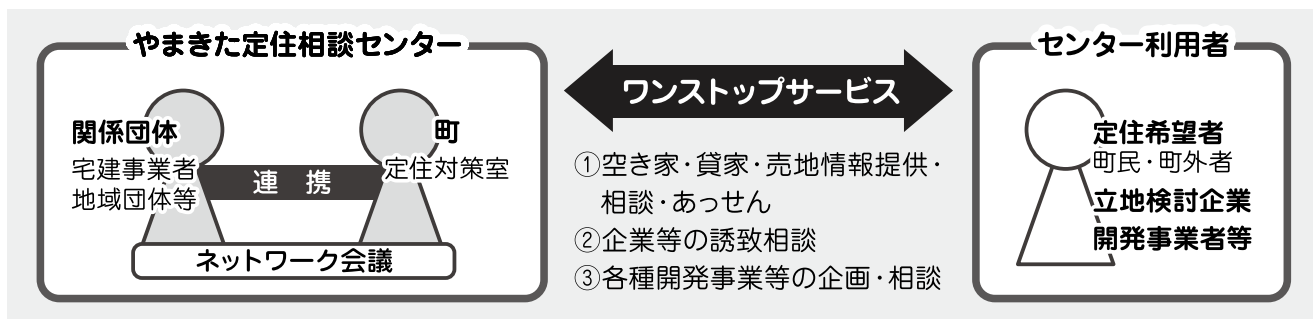 やまきた定住相談センター
関係団体
宅建事業者
地域団体等
連携
町
定住対策室
ネットワーク会議
ワンストップサービス
①空き家・貸家・売地情報提供・
相談・あっせん
②企業等の誘致相談
③各種開発事業等の企画・相談
センター利用者
定住希望者
町民・町外者
立地検討企業
開発事業者等